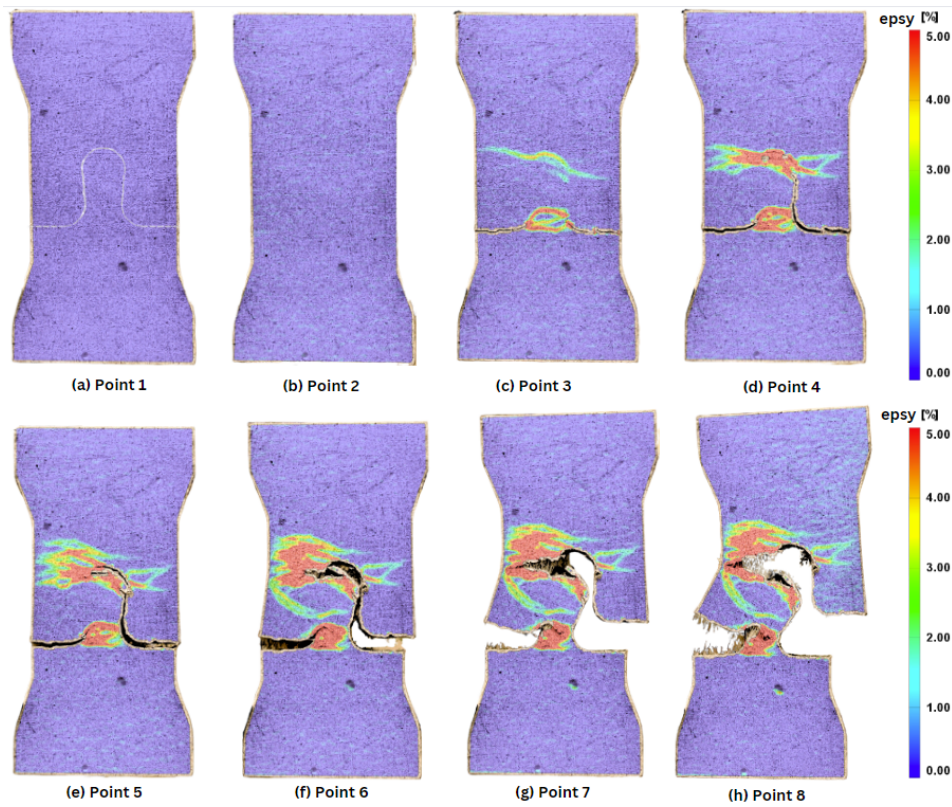 epsy [%]
5.00
4.00
3.00
2.00
1.00
0.00
(a) Point 1
(b) Point 2
(c) Point 3
(d) Point 4
epsy [%]
5.00
4.00
3.00
2.00
1.00
0.00
(e) Point 5
(f) Point 6
(g) Point 7
(h) Point 8